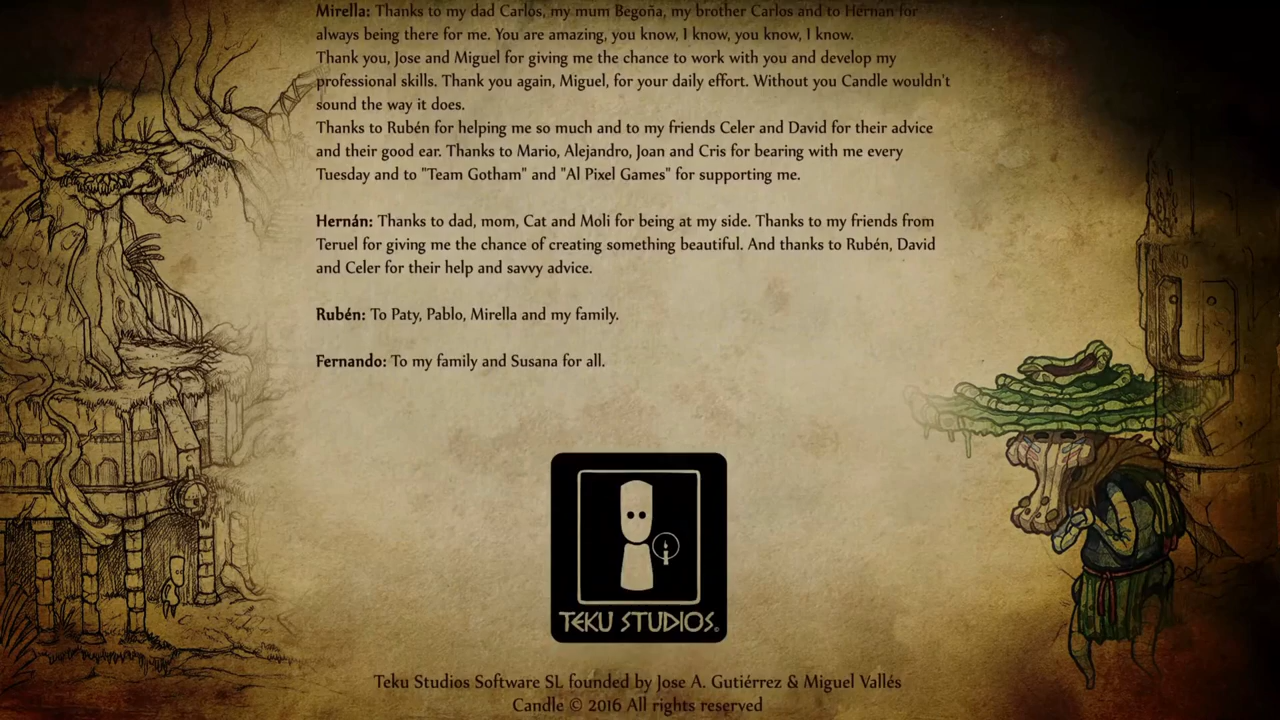 Mirella: Thanks to my dad Carlos, my mum Begoña, my brother Carlos and to Hernán for
always being there for me. You are amazing, you know, I know, you know, I know.
Thank you, Jose and Miguel for giving me the chance to work with you and develop my
professional skills. Thank you again, Miguel, for your daily effort. Without you Candle wouldn't
sound the way it does.
Thanks to Rubén for helping me so much and to my friends Celer and David for their advice
and their good ear. Thanks to Mario, Alejandro, Joan and Cris for bearing with me every
Tuesday and to "Team Gotham" and "Al Pixel Games" for supporting me.
Hernán: Thanks to dad, mom, Cat and Moli for being at my side. Thanks to my friends from
Teruel for giving me the chance of creating something beautiful. And thanks to Rubén, David
and Celer for their help and savvy advice.
Rubén: To Paty, Pablo, Mirella and my family.
Fernando: To my family and Susana for all.
TEKU STUDIOS©
Teku Studios Software SL founded by Jose A. Gutiérrez & Miguel Vallés
Candle © 2016 All rights reserved